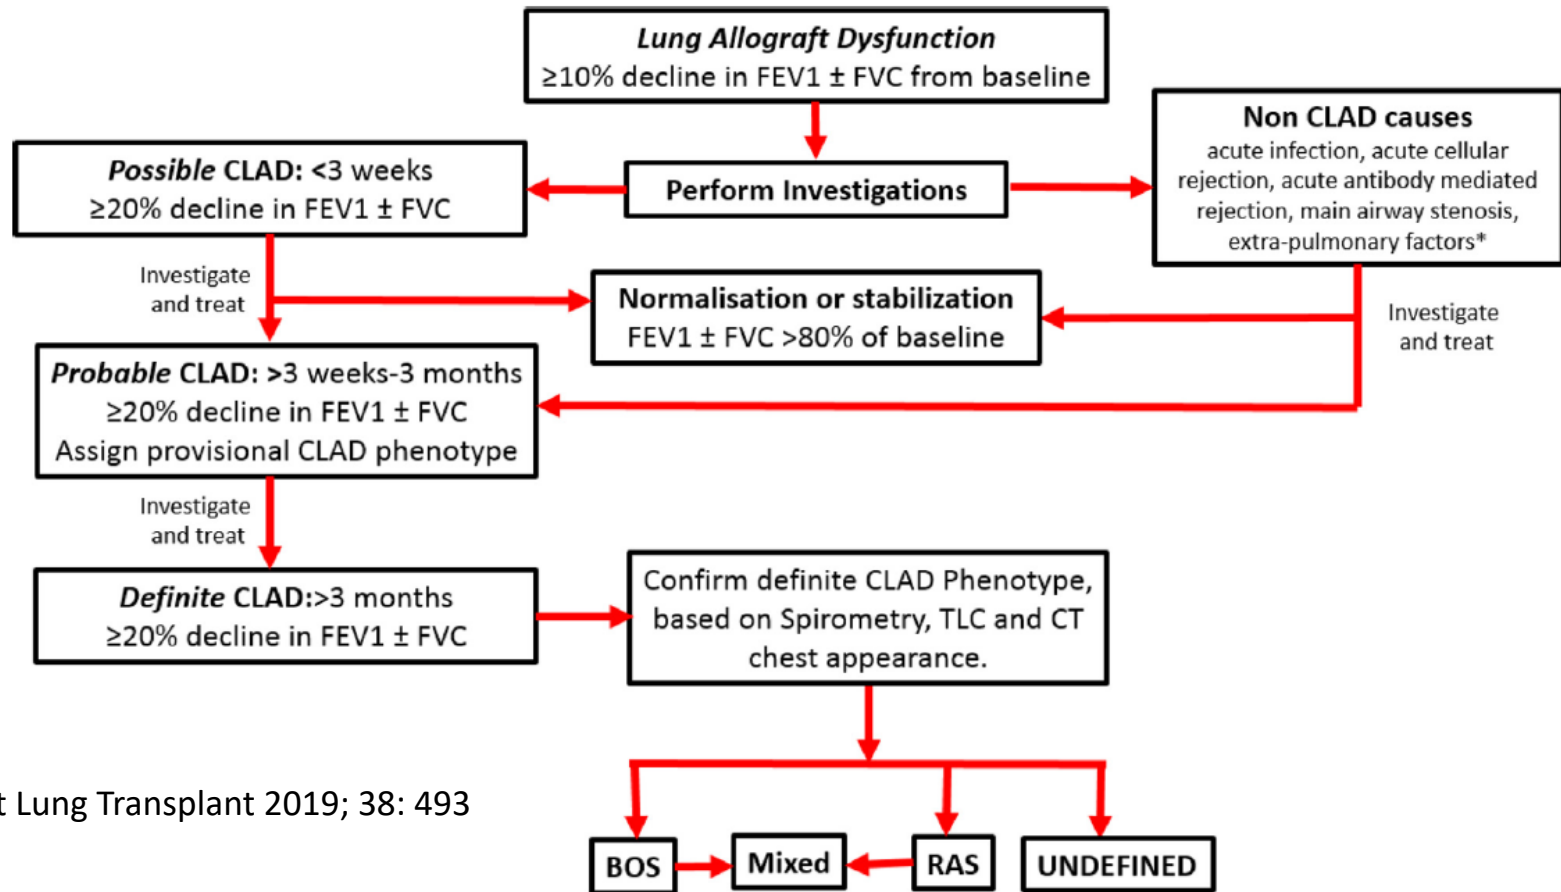 Lung Allograft Dysfunction
≥10% decline in FEV1 ± FVC from baseline
Non CLAD causes
acute infection, acute cellular
rejection, acute antibody mediated
rejection, main airway stenosis,
extra-pulmonary factors*
Possible CLAD: <3 weeks
≥20% decline in FEV1 ± FVC
Perform Investigations
Investigate
and treat
Normalisation or stabilization
FEV1 ± FVC >80% of baseline
Investigate
and treat
Probable CLAD: >3 weeks-3 months
≥20% decline in FEV1 ± FVC
Assign provisional CLAD phenotype
Investigate
and treat
Definite CLAD:>3 months
≥20% decline in FEV1 ± FVC
Confirm definite CLAD Phenotype,
based on Spirometry, TLC and CT
chest appearance.
t Lung Transplant 2019; 38: 493
BOS
Mixed
RAS
UNDEFINED